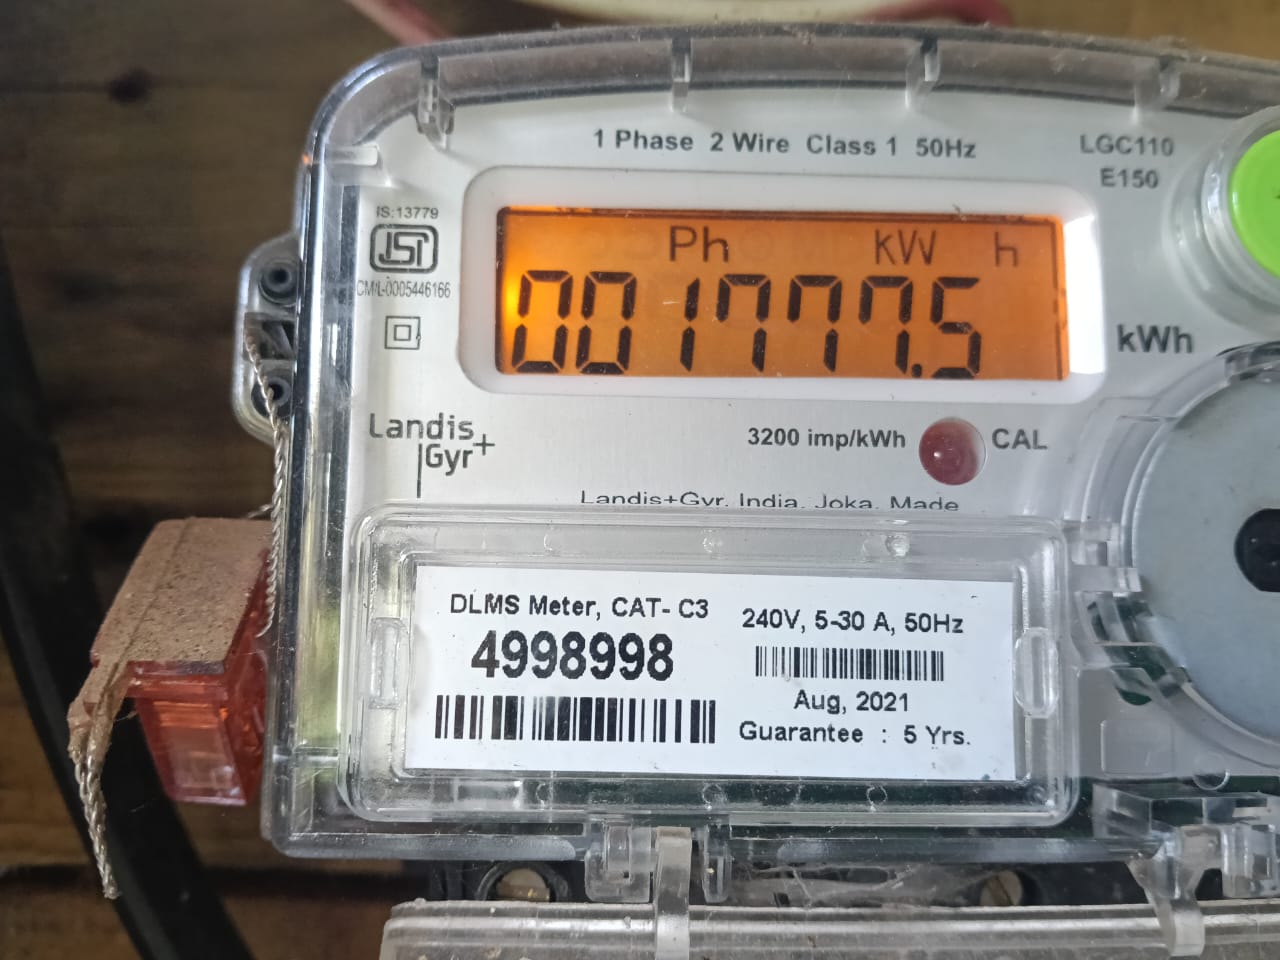 1 Phase 2 Wire Class 1 50Hz
LGC110
E150
IS:13779
ISI
CM/L-0005446166
Ph kW h
001777.5
kWh
Landis
Gyr+
3200 imp/kWh
CAL
Landis+Gyr, India, Joka, Made
DLMS Meter, CAT- C3
4998998
240V, 5-30 A, 50Hz
Aug, 2021
Guarantee : 5 Yrs.